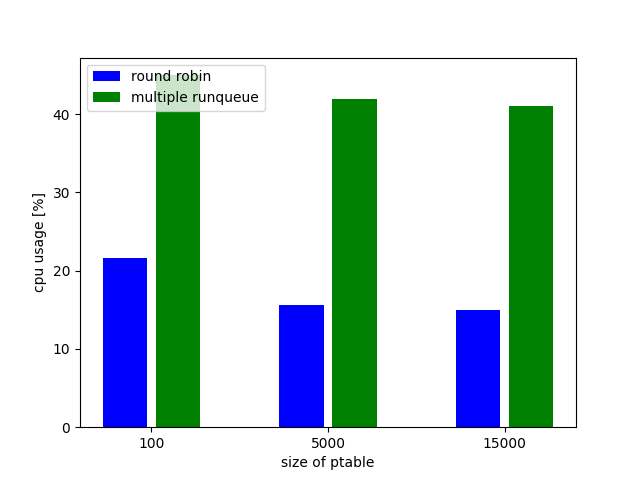 round robin
multiple runqueue
cpu usage [%]
40
30
20
10
0
100 5000 15000
size of ptable